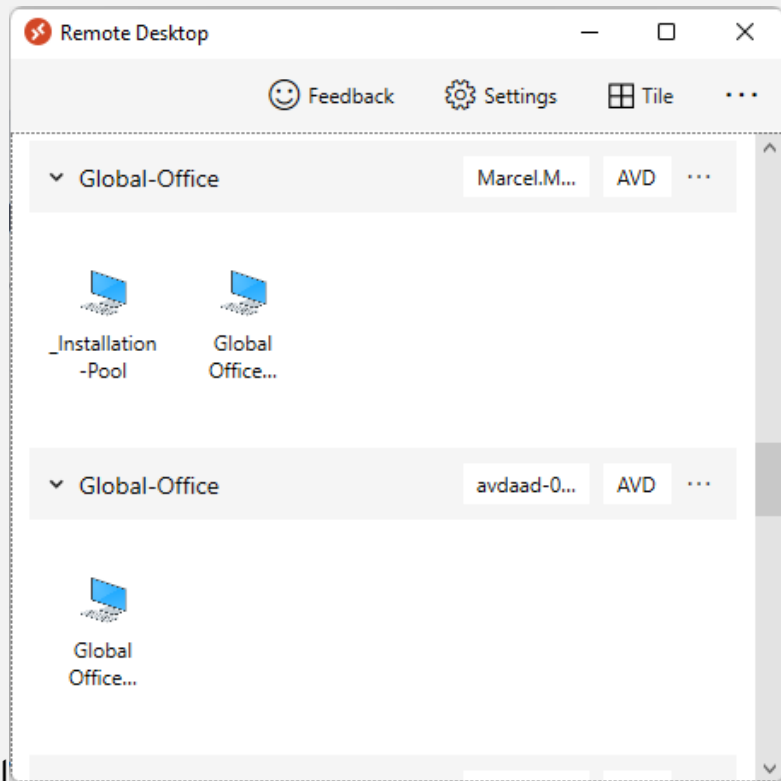 Remote Desktop
Feedback Settings Tile ...
Global-Office Marcel.M... AVD ...
_Installation
-Pool
Global
Office...
Global-Office avdaad-0... AVD ...
Global
Office...